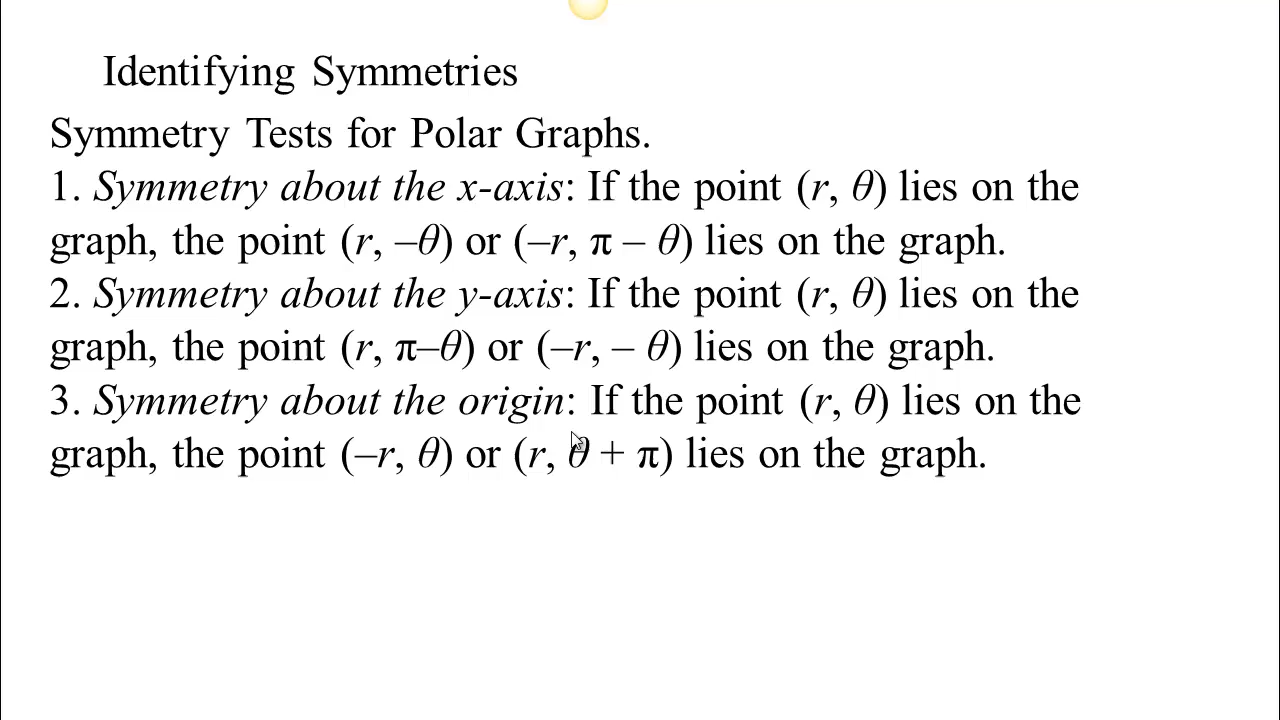 Identifying Symmetries
Symmetry Tests for Polar Graphs.
1. Symmetry about the x-axis: If the point (r, θ) lies on the
graph, the point (r, –θ) or (–r, π – θ) lies on the graph.
2. Symmetry about the y-axis: If the point (r, θ) lies on the
graph, the point (r, π–θ) or (–r, – θ) lies on the graph.
3. Symmetry about the origin: If the point (r, θ) lies on the
graph, the point (–r, θ) or (r, θ + π) lies on the graph.